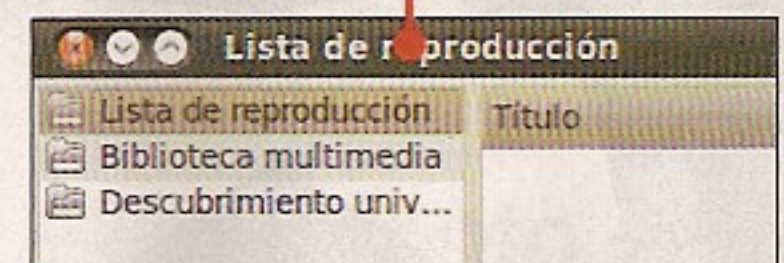 Lista de reproducción
Lista de reproducción
Título
Biblioteca multimedia
Descubrimiento univ...